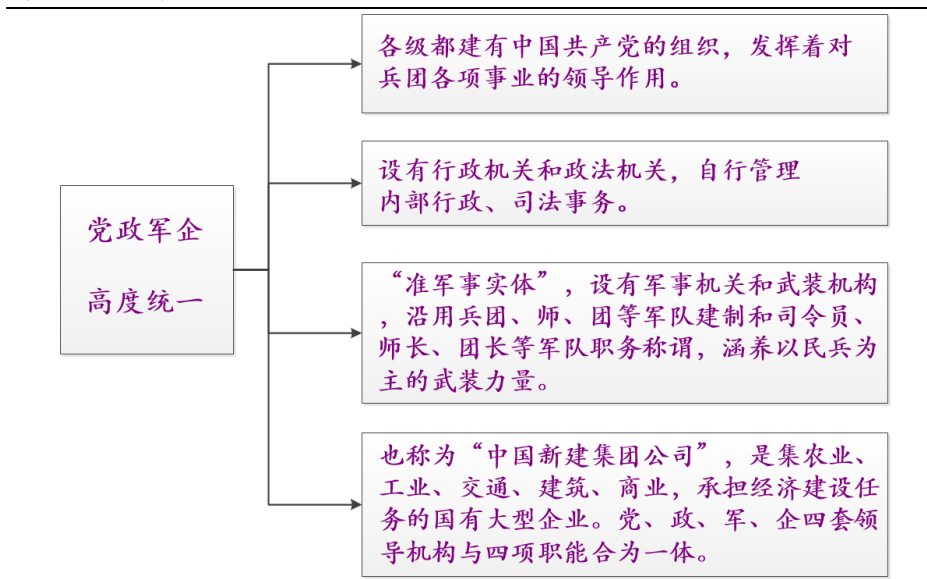 各级都建有中国共产党的组织，发挥着对
兵团各项事业的领导作用。
设有行政机关和政法机关，自行管理
内部行政、司法事务。
党政军企
高度统一
“准军事实体”，设有军事机关和武装机构
，沿用兵团、师、团等军队建制和司令员、
师长、团长等军队职务称谓，涵养以民兵为
主的武装力量。
也称为“中国新建集团公司”，是集农业、
工业、交通、建筑、商业，承担经济建设任
务的国有大型企业。党、政、军、企四套领
导机构与四项职能合为一体。